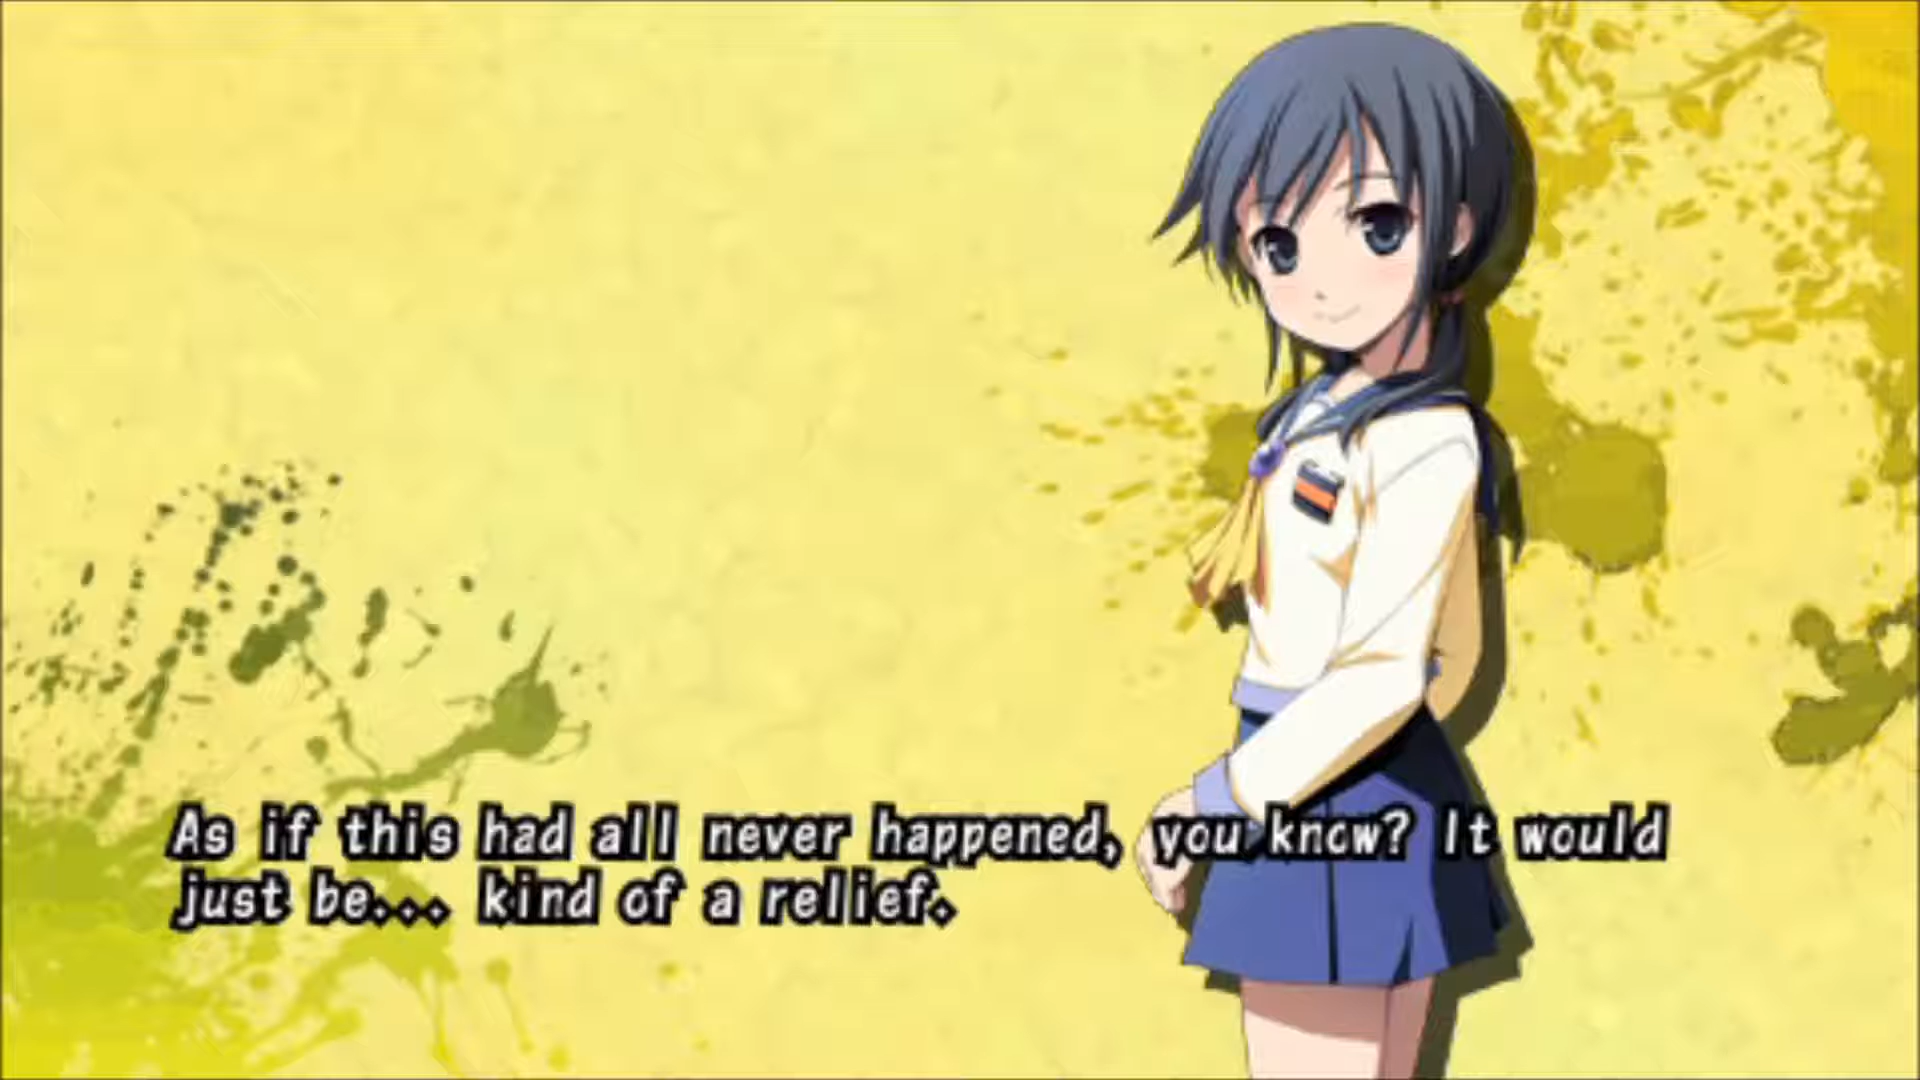 As if this had all never happened, you know? It would
just be... kind of a relief.